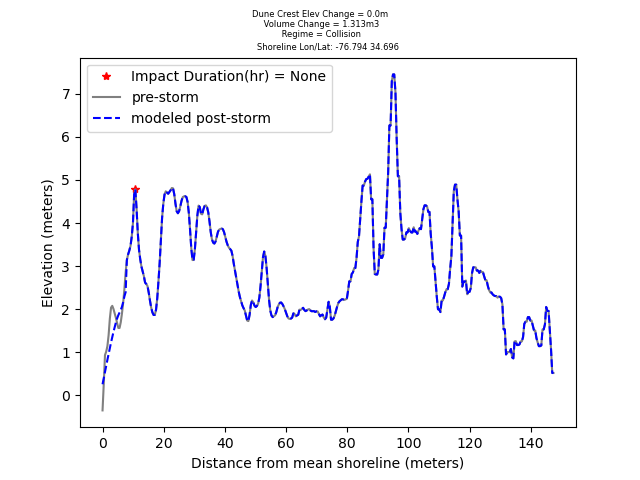 Dune Crest Elev Change = 0.0m
Volume Change = 1.313m3
Regime = Collision
Shoreline Lon/Lat: -76.794 34.696
Impact Duration(hr) = None
pre-storm
modeled post-storm
Elevation (meters)
7
6
5
4
3
2
1
0
0 20 40 60 80 100 120 140
Distance from mean shoreline (meters)